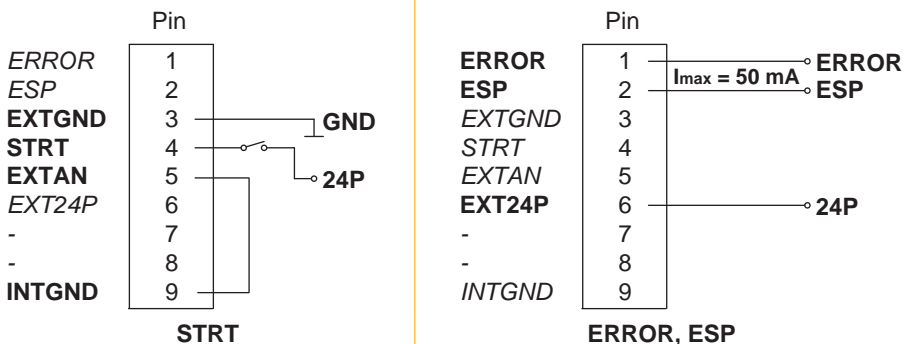 Pin
ERROR 1
ESP 2
EXTGND 3 GND
STRT 4
EXTAN 5 24P
EXT24P 6
- 7
- 8
INTGND 9
STRT
Pin
ERROR 1 ERROR
Imax = 50 mA
ESP 2 ESP
EXTGND 3
STRT 4
EXTAN 5
EXT24P 6 24P
- 7
- 8
INTGND 9
ERROR, ESP